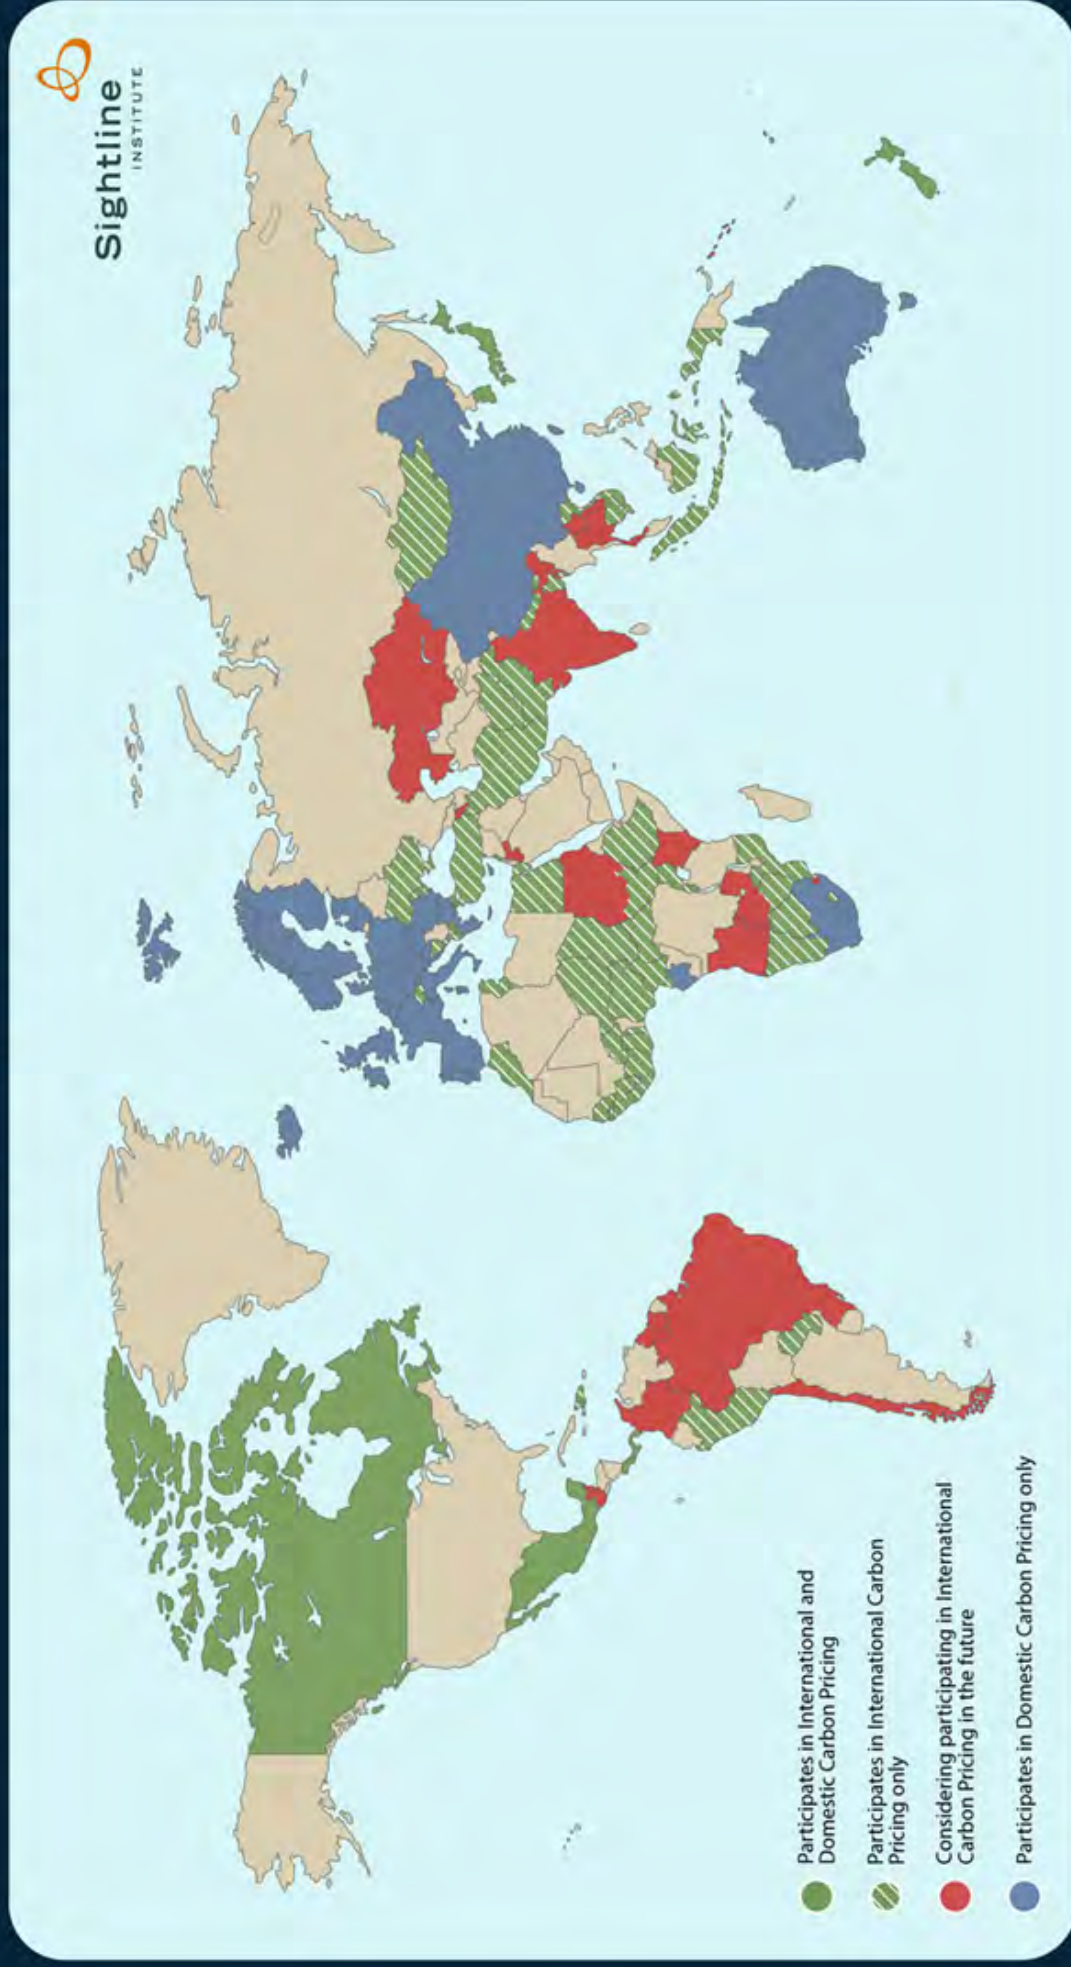 Sightline
INSTITUTE
Participates in International and
Domestic Carbon Pricing
Participates in International Carbon
Pricing only
Considering participating in International
Carbon Pricing in the future
Participates in Domestic Carbon Pricing only